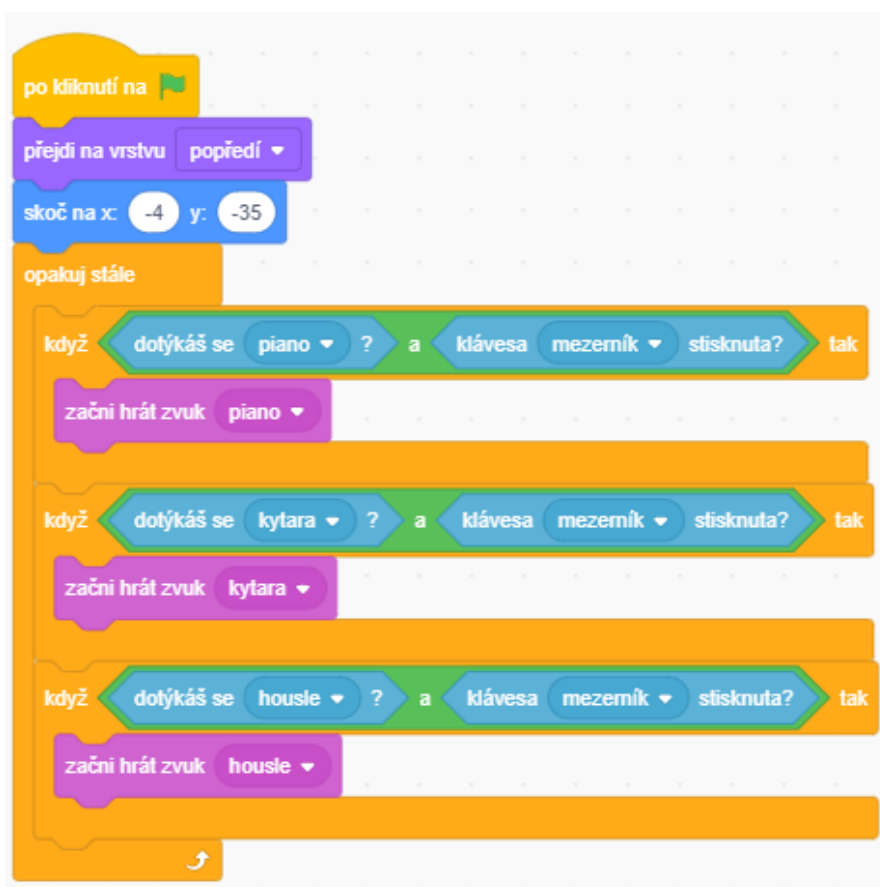 po kliknutí na
přejdi na vrstvu popředí
skoč na x: -4 y: -35
opakuj stále
když dotýkáš se piano ? a klávesa mezerník stisknuta? tak
začni hrát zvuk piano
když dotýkáš se kytara ? a klávesa mezerník stisknuta? tak
začni hrát zvuk kytara
když dotýkáš se housle ? a klávesa mezerník stisknuta? tak
začni hrát zvuk housle